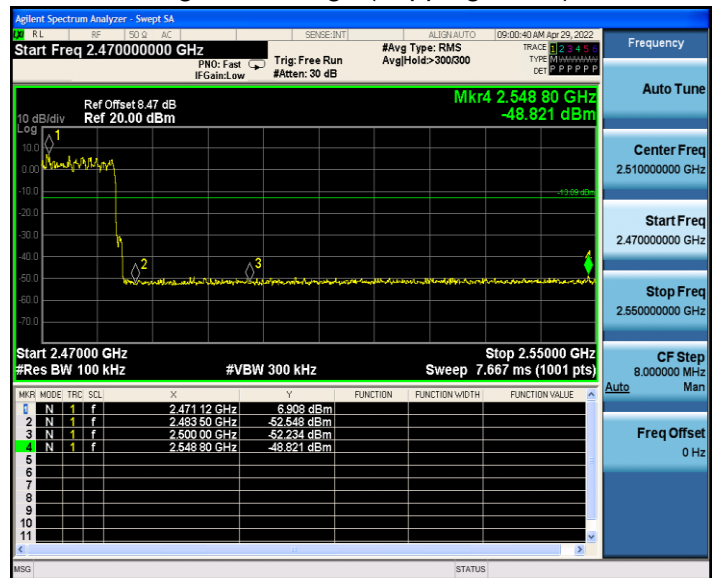 Agilent Spectrum Analyzer - Swept SA
LXI RL RF 50 Ω AC SENSE:INT ALIGN AUTO 09:00:40 AM Apr 29, 2022
Start Freq 2.470000000 GHz
PNO: Fast
IFGain:Low
Trig: Free Run
#Atten: 30 dB
#Avg Type: RMS
Avg|Hold:>300/300
TRACE 1 2 3 4 5 6
TYPE MWWWWW
DET P P P P P P
Ref Offset 8.47 dB
10 dB/div Ref 20.00 dBm
Log
Mkr4 2.548 80 GHz
-48.821 dBm
10.0
0.00
-10.0
-20.0
-30.0
-40.0
-50.0
-60.0
-70.0
1
2
3
4
-13.09 dBm
Start 2.47000 GHz Stop 2.55000 GHz
#Res BW 100 kHz #VBW 300 kHz Sweep 7.667 ms (1001 pts)
MKR MODE TRC SCL X Y FUNCTION FUNCTION WIDTH FUNCTION VALUE
1 N 1 f 2.471 12 GHz 6.908 dBm
2 N 1 f 2.483 50 GHz -52.548 dBm
3 N 1 f 2.500 00 GHz -52.234 dBm
4 N 1 f 2.548 80 GHz -48.821 dBm
5
6
7
8
9
10
11
MSG STATUS
Frequency
Auto Tune
Center Freq
2.510000000 GHz
Start Freq
2.470000000 GHz
Stop Freq
2.550000000 GHz
CF Step
8.000000 MHz
Auto Man
Freq Offset
0 Hz